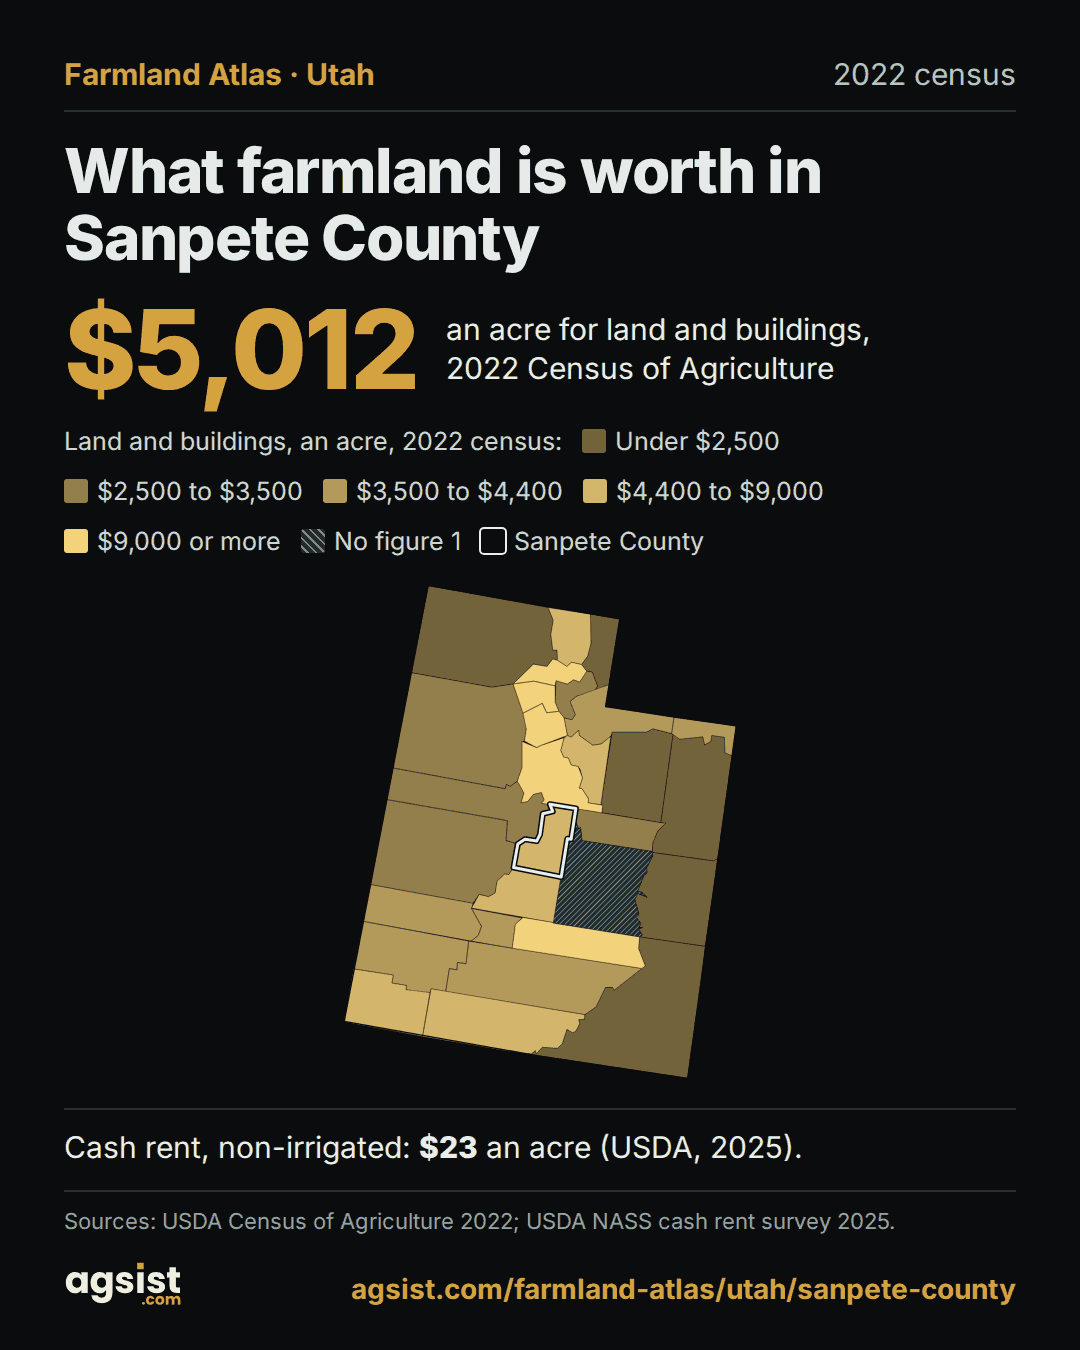 Farmland Atlas · Utah
2022 census
What farmland is worth in
Sanpete County
$5,012
an acre for land and buildings,
2022 Census of Agriculture
Land and buildings, an acre, 2022 census: Under $2,500
$2,500 to $3,500 $3,500 to $4,400 $4,400 to $9,000
$9,000 or more No figure 1 Sanpete County
Cash rent, non-irrigated: $23 an acre (USDA, 2025).
Sources: USDA Census of Agriculture 2022; USDA NASS cash rent survey 2025.
agsist
.com
agsist.com/farmland-atlas/utah/sanpete-county